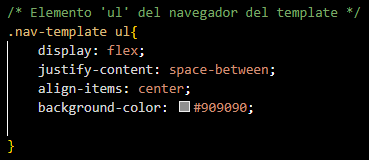 /* Elemento 'ul' del navegador del template */
.nav-template ul{
display: flex;
justify-content: space-between;
align-items: center;
background-color: #909090;
}